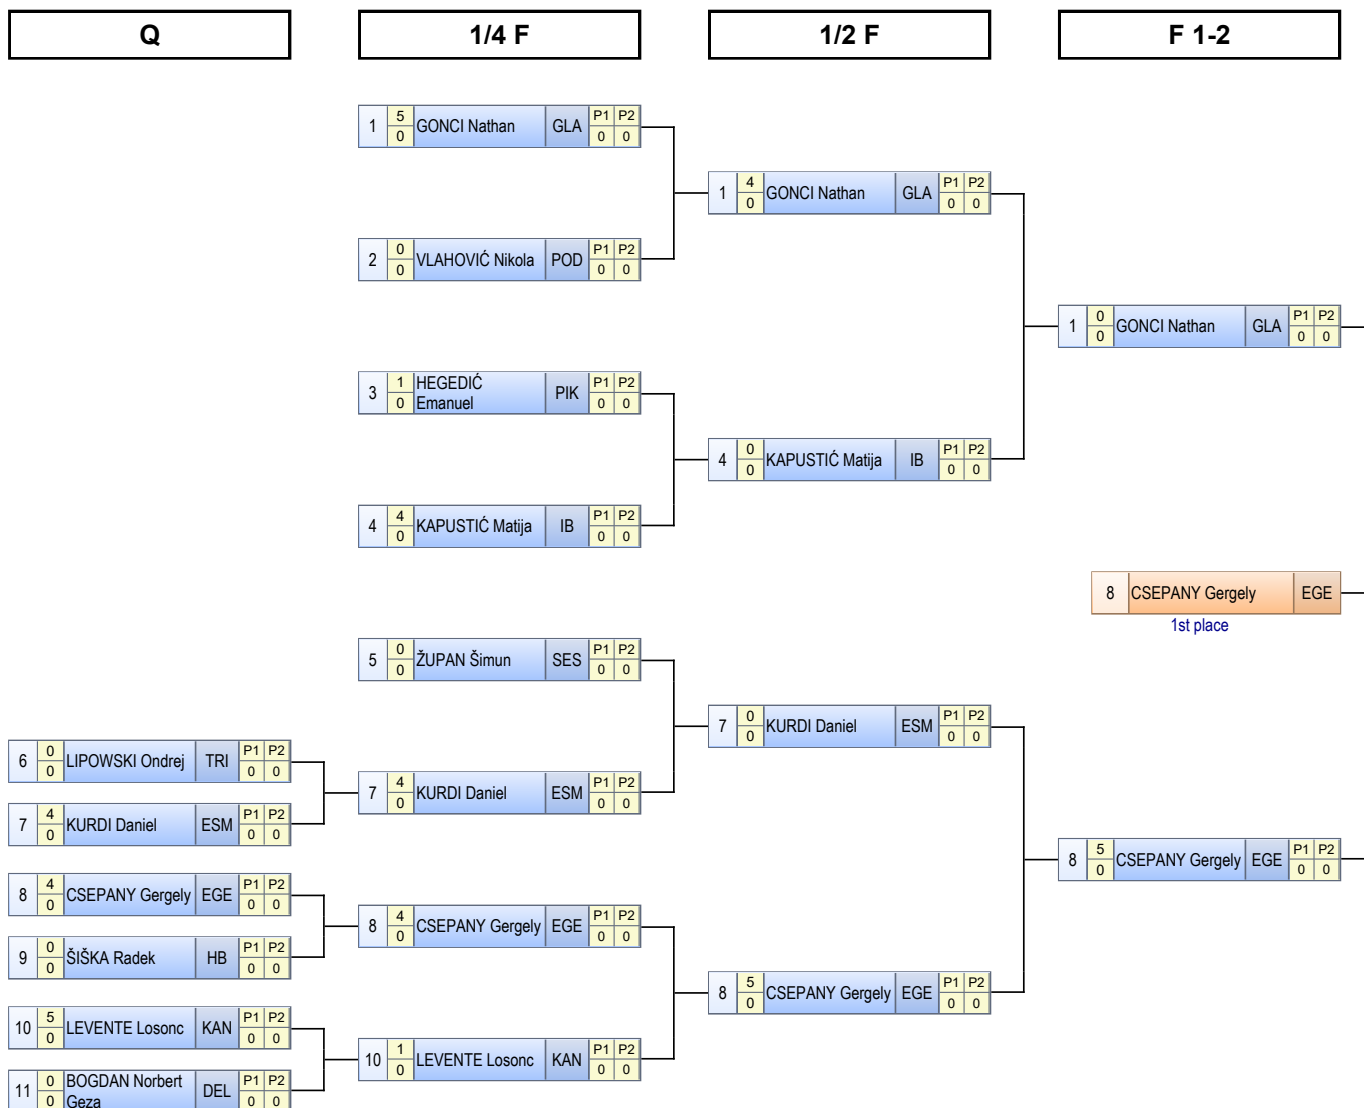 Q
1/4 F
1/2 F
F 1-2
1 5 0 GONCI Nathan GLA P1 P2 0 0
2 0 0 VLAHOVIĆ Nikola POD P1 P2 0 0
3 1 0 HEGEDIĆ
Emanuel PIK P1 P2 0 0
4 4 0 KAPUSTIĆ Matija IB P1 P2 0 0
5 0 0 ŽUPAN Šimun SES P1 P2 0 0
6 0 0 LIPOWSKI Ondrej TRI P1 P2 0 0
7 4 0 KURDI Daniel ESM P1 P2 0 0
8 4 0 CSEPANY Gergely EGE P1 P2 0 0
9 0 0 ŠIŠKA Radek HB P1 P2 0 0
10 5 0 LEVENTE Losonc KAN P1 P2 0 0
11 0 0 BOGDAN Norbert
Geza DEL P1 P2 0 0
7 4 0 KURDI Daniel ESM P1 P2 0 0
8 4 0 CSEPANY Gergely EGE P1 P2 0 0
10 1 0 LEVENTE Losonc KAN P1 P2 0 0
1 4 0 GONCI Nathan GLA P1 P2 0 0
4 0 0 KAPUSTIĆ Matija IB P1 P2 0 0
7 0 0 KURDI Daniel ESM P1 P2 0 0
8 5 0 CSEPANY Gergely EGE P1 P2 0 0
1 0 0 GONCI Nathan GLA P1 P2 0 0
8 CSEPANY Gergely EGE
1st place
8 5 0 CSEPANY Gergely EGE P1 P2 0 0